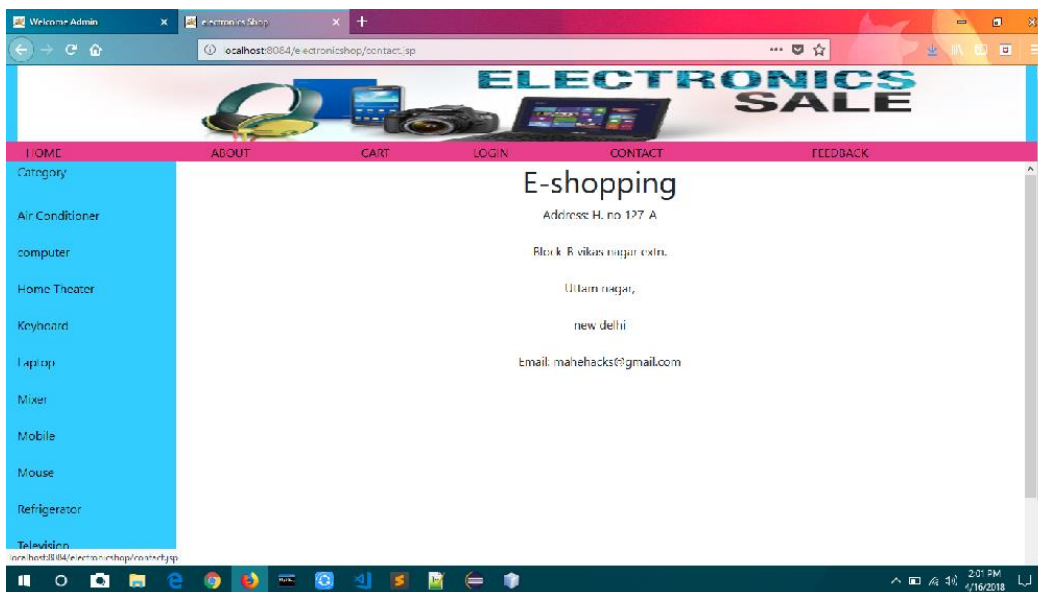 Welcome Admin
electronics Shop
localhost:8084/electronicshop/contact.jsp
ELECTRONICS
SALE
HOME ABOUT CART LOGIN CONTACT FEEDBACK
Category
Air Conditioner
computer
Home Theater
Keyboard
Laptop
Mixer
Mobile
Mouse
Refrigerator
Television
E-shopping
Address: H. no 127-A
Block-B vikas nagar extn.
Uttam nagar,
new delhi
Email: mahehacks@gmail.com
localhost:8084/electronicshop/contact.jsp
2:01 PM
4/16/2018